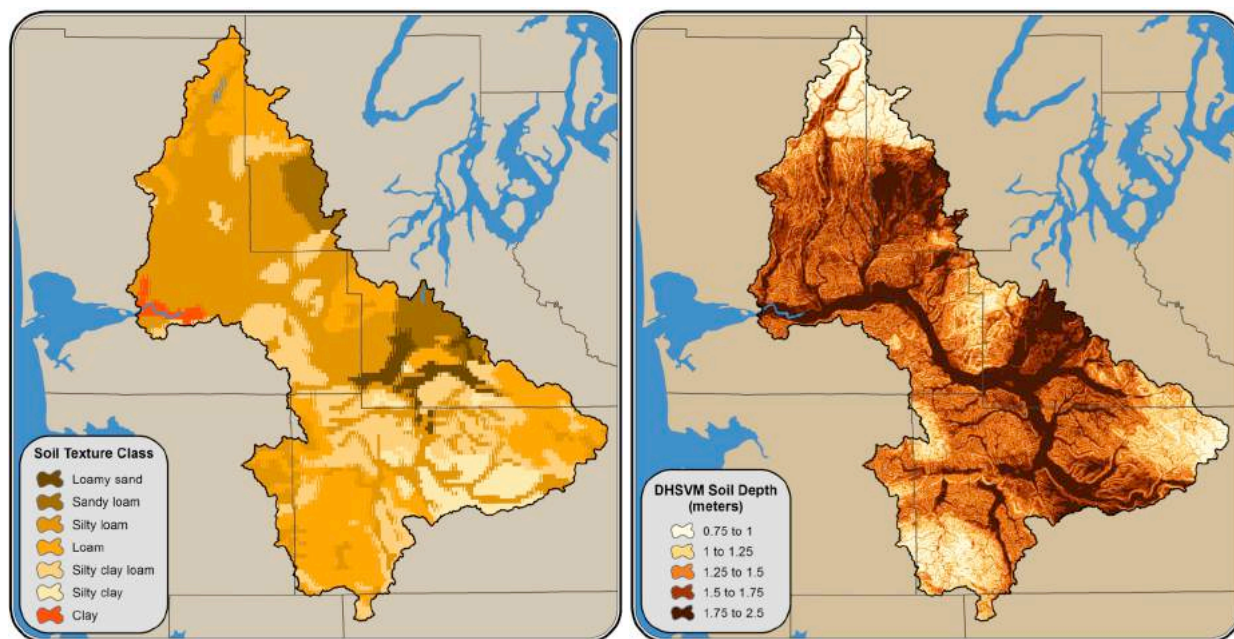 Soil Texture Class
Loamy sand
Sandy loam
Silty loam
Loam
Silty clay loam
Silty clay
Clay
DHSVM Soil Depth
(meters)
0.75 to 1
1 to 1.25
1.25 to 1.5
1.5 to 1.75
1.75 to 2.5